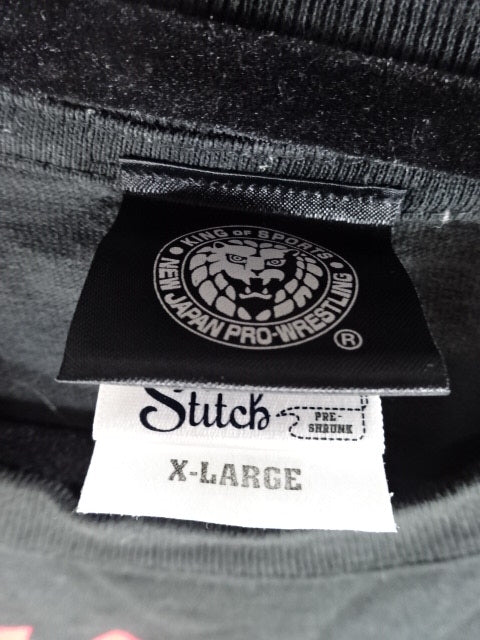 KING OF SPORTS
NEW JAPAN PRO-WRESTLING
®
Stitch
PRE-
SHRUNK
X-LARGE